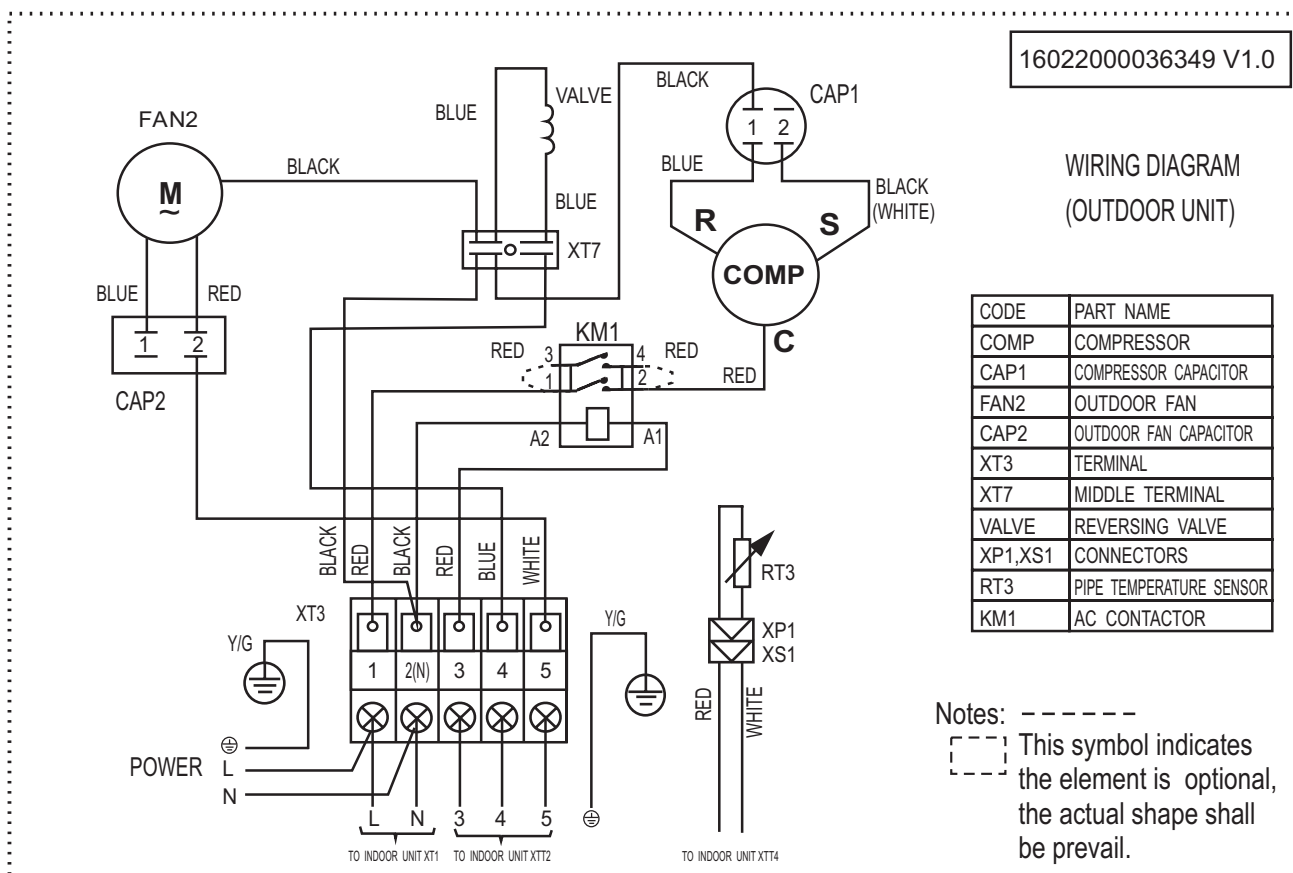 16022000036349 V1.0
WIRING DIAGRAM
(OUTDOOR UNIT)
FAN2
M
~
BLACK
BLUE
RED
1
2
CAP2
BLUE
VALVE
BLUE
XT7
BLACK
CAP1
1 2
BLUE
BLACK
(WHITE)
R
S
COMP
C
KM1
RED
3
4
RED
1
2
RED
A2
A1
BLACK
RED
BLACK
RED
BLUE
WHITE
XT3
1
2(N)
3
4
5
Y/G
Y/G
POWER
L
N
L
N
3
4
5
TO INDOOR UNIT XT1
TO INDOOR UNIT XTT2
RT3
XP1
XS1
RED
WHITE
TO INDOOR UNIT XTT4
CODE PART NAME
COMP COMPRESSOR
CAP1 COMPRESSOR CAPACITOR
FAN2 OUTDOOR FAN
CAP2 OUTDOOR FAN CAPACITOR
XT3 TERMINAL
XT7 MIDDLE TERMINAL
VALVE REVERSING VALVE
XP1,XS1 CONNECTORS
RT3 PIPE TEMPERATURE SENSOR
KM1 AC CONTACTOR
Notes:
This symbol indicates
the element is optional,
the actual shape shall
be prevail.